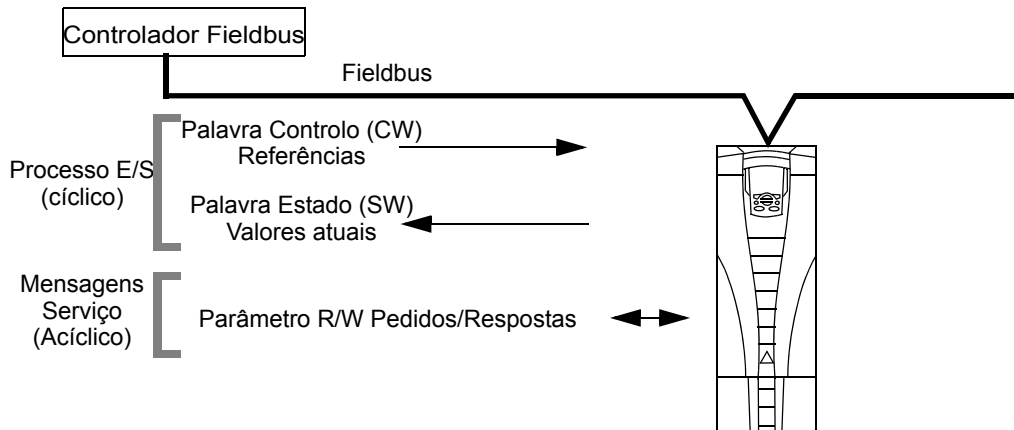 Controlador Fieldbus
Fieldbus
Palavra Controlo (CW)
Referências
Processo E/S
(cíclico)
Palavra Estado (SW)
Valores atuais
Mensagens
Serviço
(Acíclico)
Parâmetro R/W Pedidos/Respostas